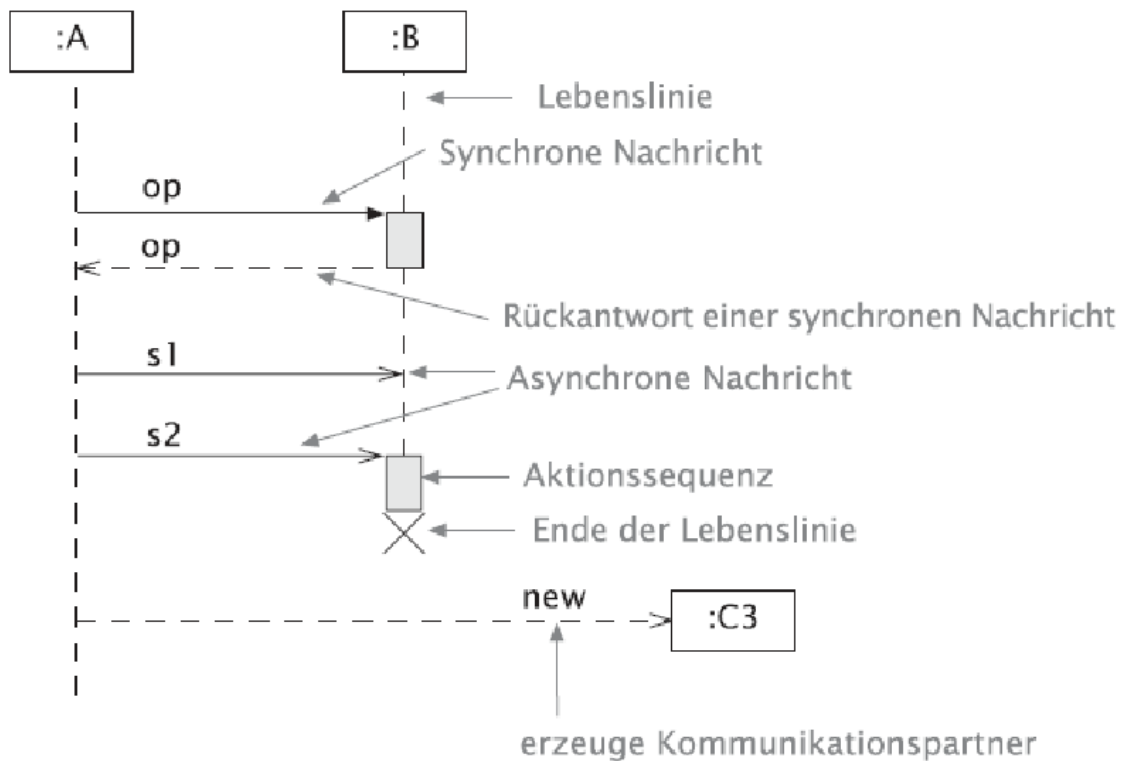 :A
:B
Lebenslinie
Synchrone Nachricht
op
op
Rückantwort einer synchronen Nachricht
s1
Asynchrone Nachricht
s2
Aktionssequenz
Ende der Lebenslinie
new
:C3
erzeuge Kommunikationspartner